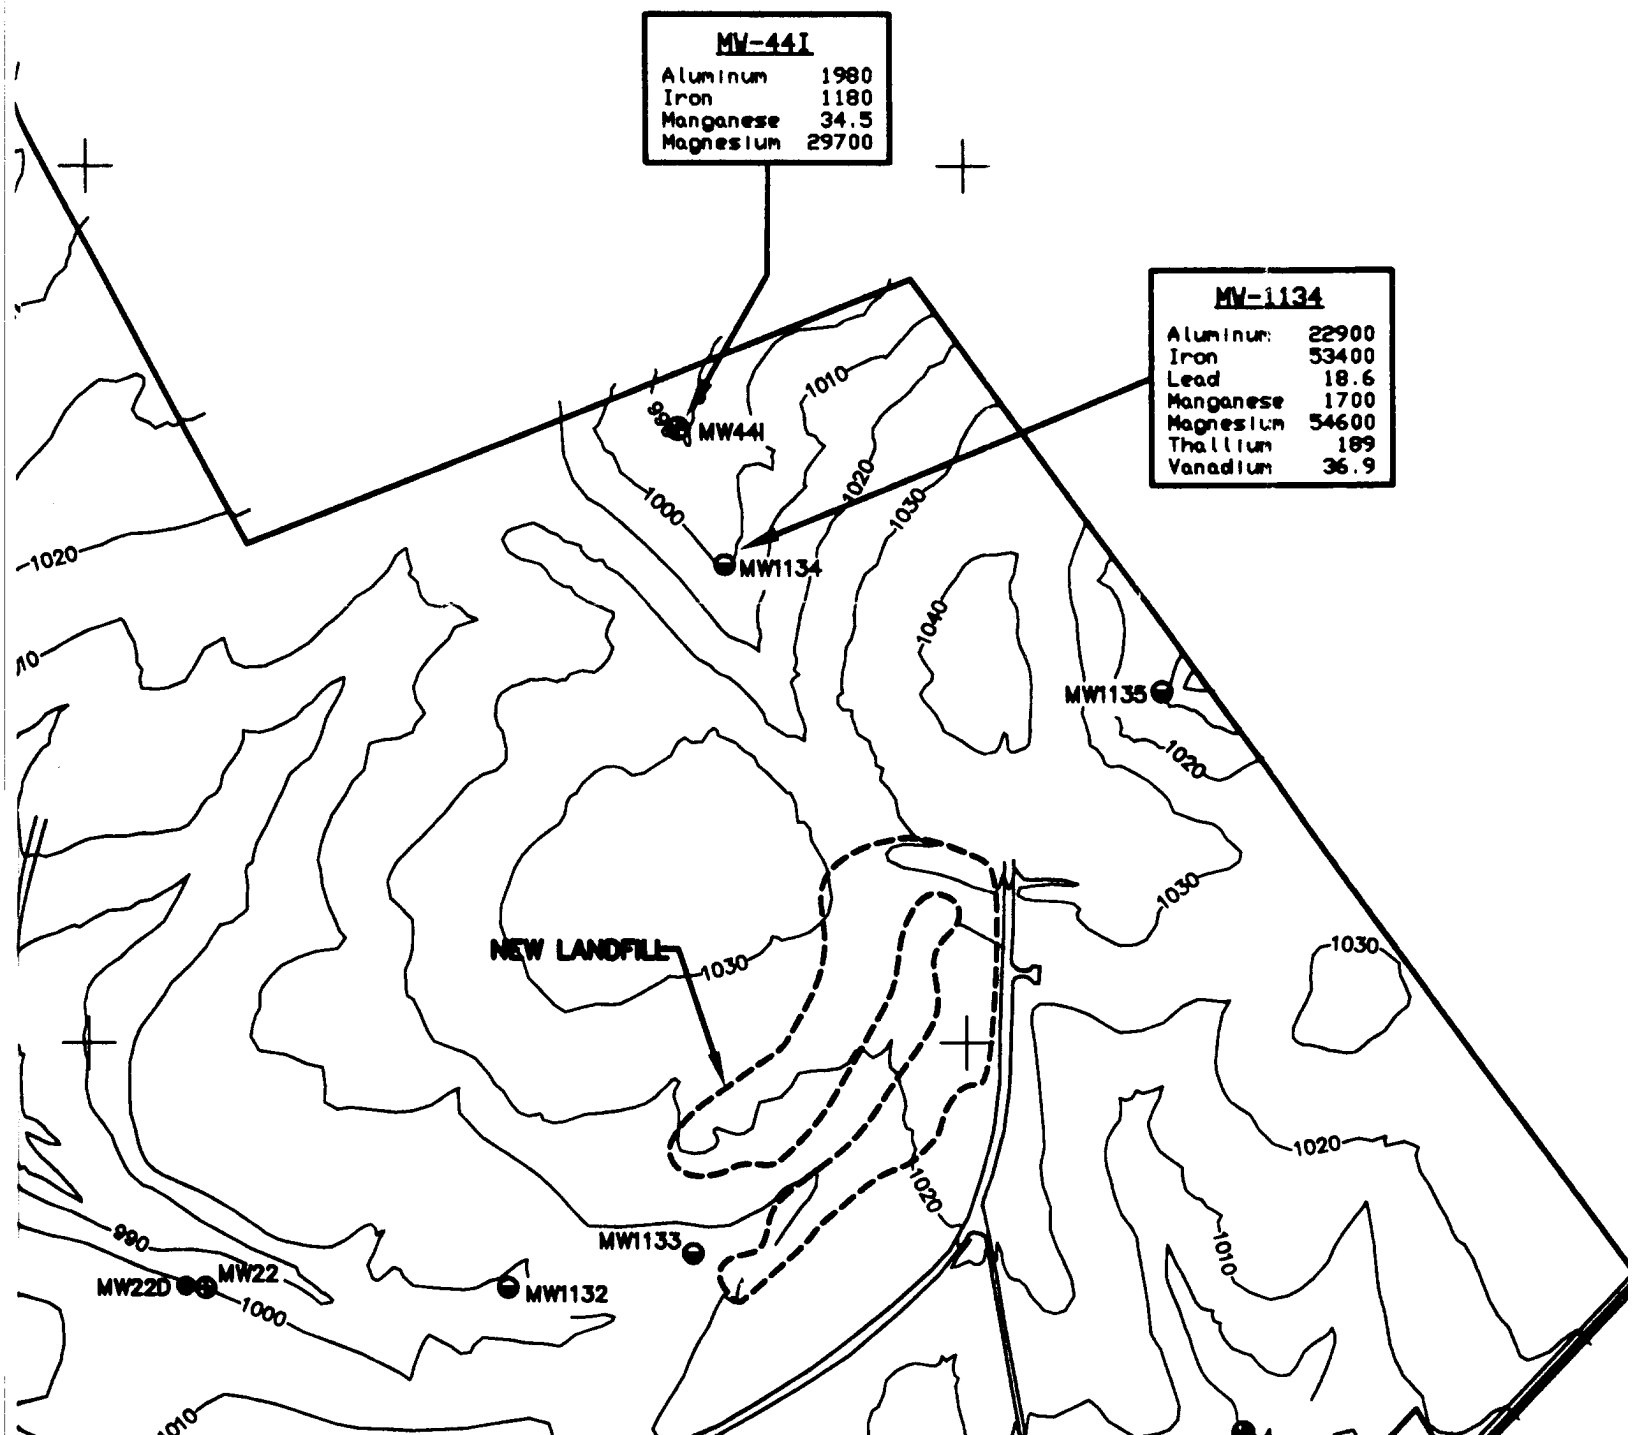 MW-44I
Aluminum 1980
Iron 1180
Manganese 34.5
Magnesium 29700
MW-1134
Aluminum 22900
Iron 53400
Lead 18.6
Manganese 1700
Magnesium 54600
Thallium 189
Vanadium 36.9
1010
MW44I
1020
1000
1030
1020
MW1134
1040
MW1135
1020
1030
NEW LANDFILL
1030
1030
1020
1020
990
MW1133
1010
MW22D
MW22
MW1132
1000
1010